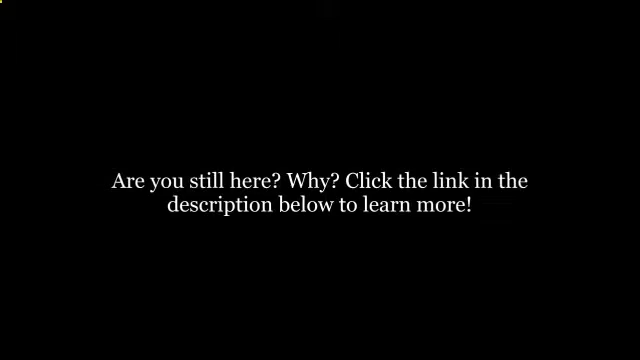 Are you still here? Why? Click the link in the
description below to learn more!